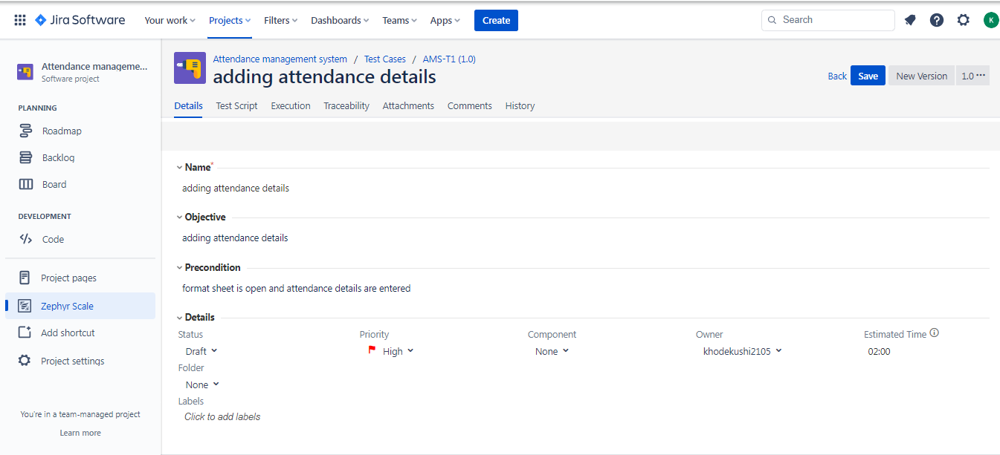 Jira Software Your work Projects Filters Dashboards Teams Apps Create Search K
Attendance manageme...
Software project
PLANNING
Roadmap
Backlog
Board
DEVELOPMENT
Code
Project pages
Zephyr Scale
Add shortcut
Project settings
You're in a team-managed project
Learn more
Attendance management system / Test Cases / AMS-T1 (1.0)
adding attendance details
Back Save New Version 1.0 ···
Details Test Script Execution Traceability Attachments Comments History
Name*
adding attendance details
Objective
adding attendance details
Precondition
format sheet is open and attendance details are entered
Details
Status Priority Component Owner Estimated Time
Draft High None khodekushi2105 02:00
Folder
None
Labels
Click to add labels